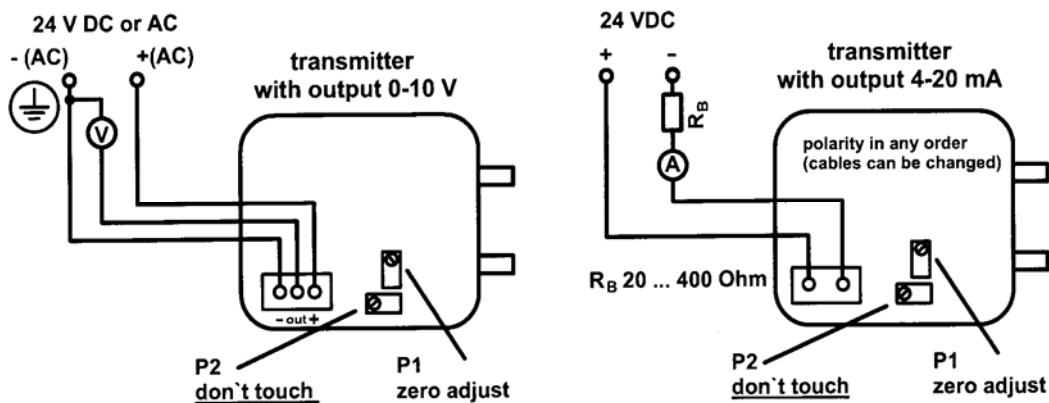 24 V DC or AC
- (AC)
+(AC)
transmitter
with output 0-10 V
V
- out +
P2
don`t touch
P1
zero adjust
24 VDC
+
-
transmitter
with output 4-20 mA
RB
A
polarity in any order
(cables can be changed)
RB 20 ... 400 Ohm
P2
don`t touch
P1
zero adjust